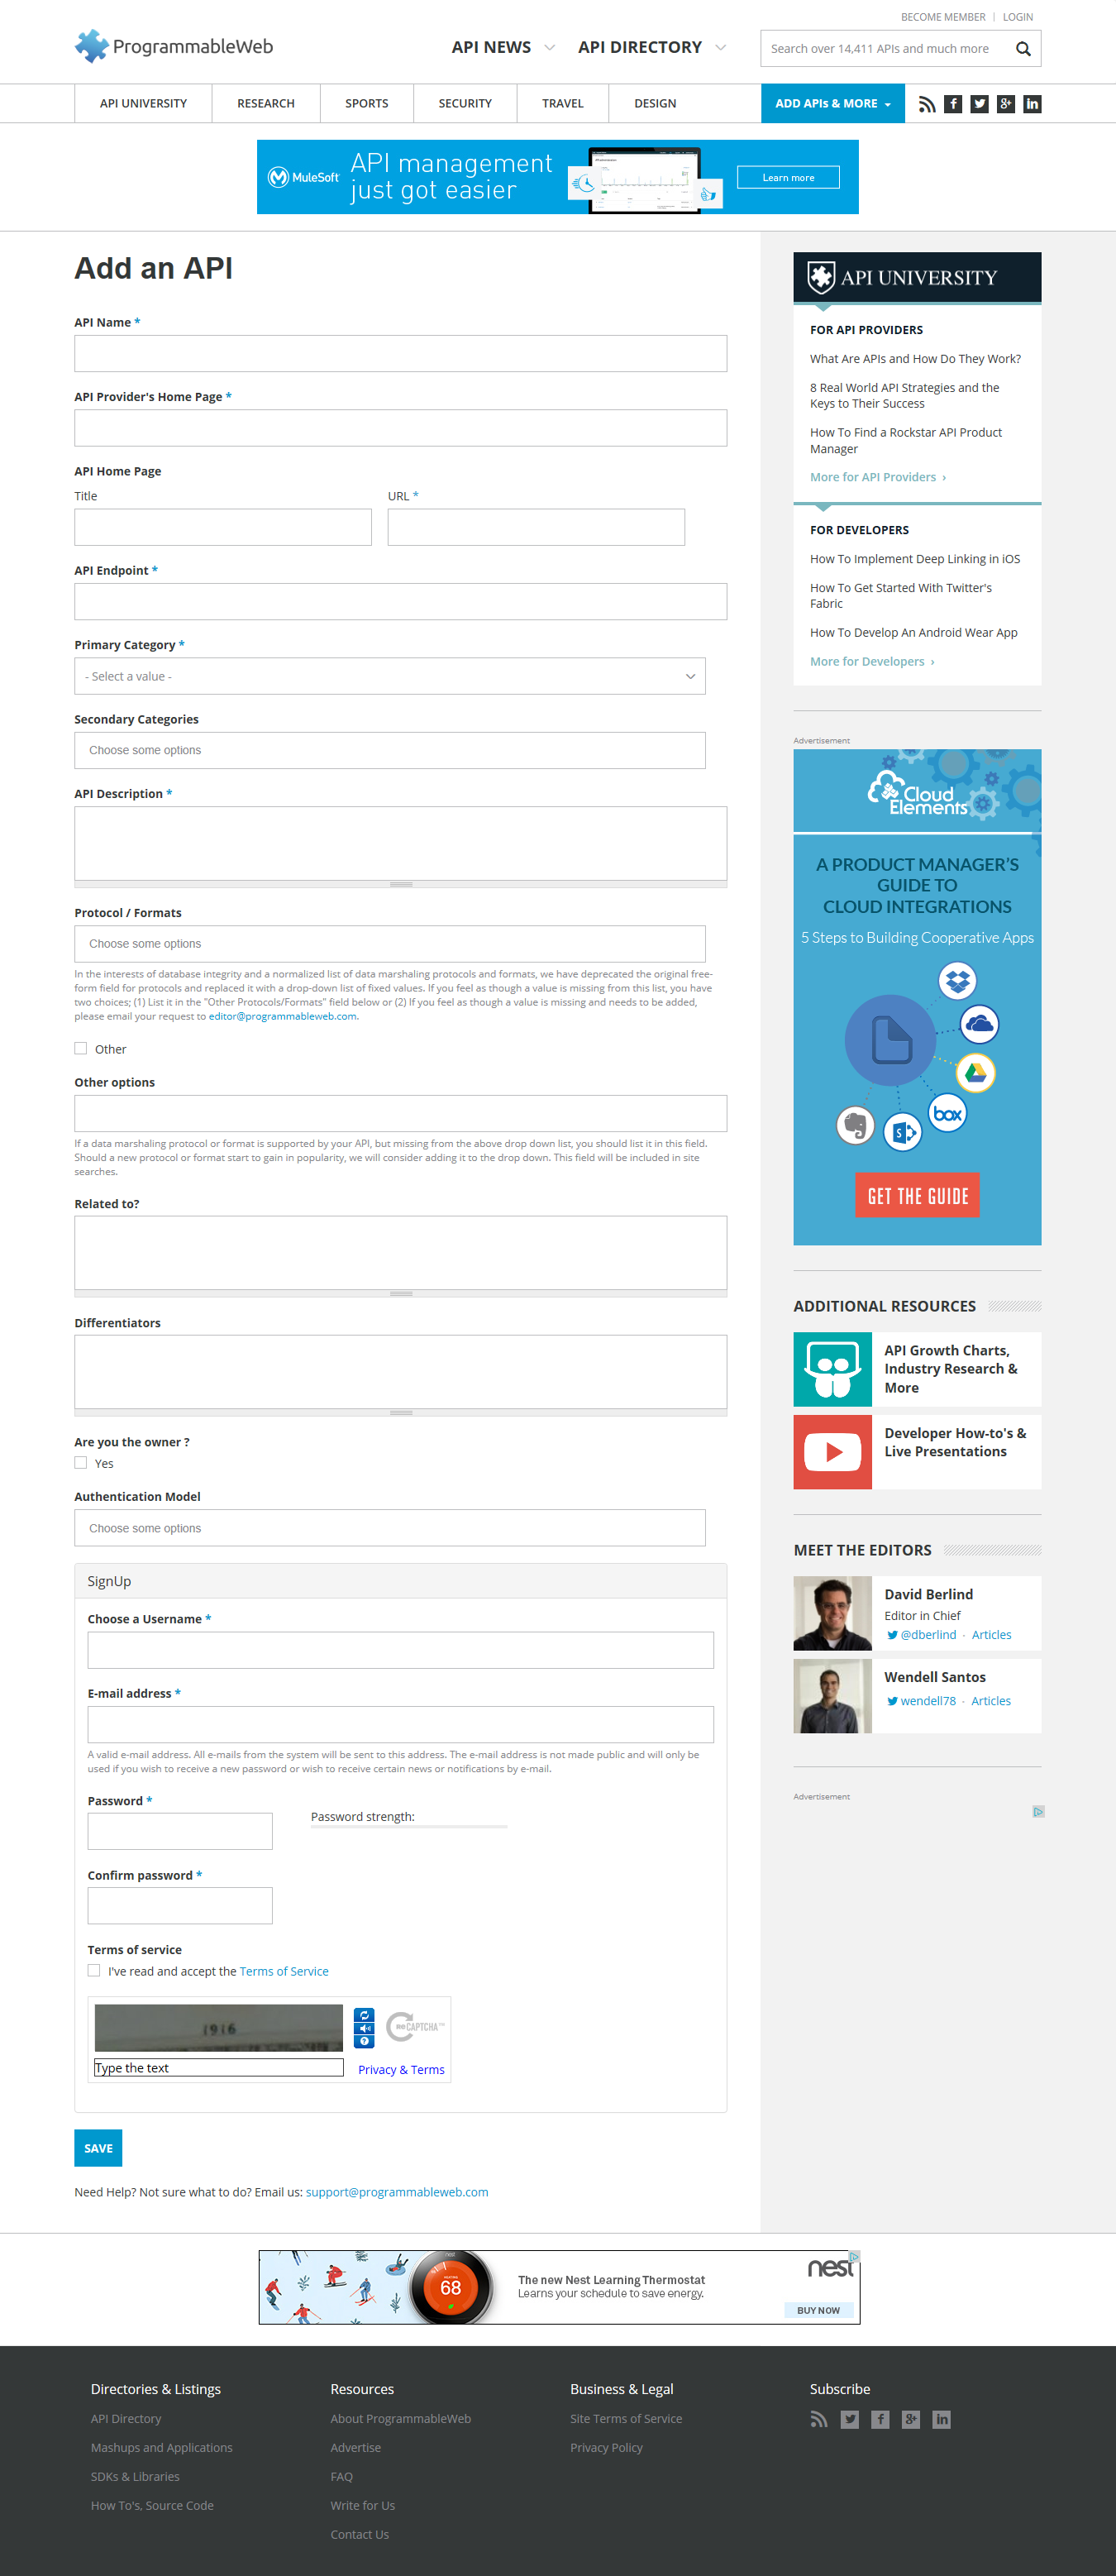 BECOME MEMBER | LOGIN
ProgrammableWeb
API NEWS
API DIRECTORY
Search over 14,411 APIs and much more
API UNIVERSITY
RESEARCH
SPORTS
SECURITY
TRAVEL
DESIGN
ADD APIs & MORE
MuleSoft
API management
just got easier
Learn more
Add an API
API Name *
API Provider's Home Page *
API Home Page
Title
URL *
API Endpoint *
Primary Category *
- Select a value -
Secondary Categories
Choose some options
API Description *
Protocol / Formats
Choose some options
In the interests of database integrity and a normalized list of data marshaling protocols and formats, we have deprecated the original free-
form field for protocols and replaced it with a drop-down list of fixed values. If you feel as though a value is missing from this list, you have
two choices; (1) List it in the "Other Protocols/Formats" field below or (2) If you feel as though a value is missing and needs to be added,
please email your request to editor@programmableweb.com.
Other
Other options
If a data marshaling protocol or format is supported by your API, but missing from the above drop down list, you should list it in this field.
Should a new protocol or format start to gain in popularity, we will consider adding it to the drop down. This field will be included in site
searches.
Related to?
Differentiators
Are you the owner ?
Yes
Authentication Model
Choose some options
SignUp
Choose a Username *
E-mail address *
A valid e-mail address. All e-mails from the system will be sent to this address. The e-mail address is not made public and will only be
used if you wish to receive a new password or wish to receive certain news or notifications by e-mail.
Password *
Password strength:
Confirm password *
Terms of service
I've read and accept the Terms of Service
1916
reCAPTCHA™
Type the text
Privacy & Terms
SAVE
Need Help? Not sure what to do? Email us: support@programmableweb.com
API UNIVERSITY
FOR API PROVIDERS
What Are APIs and How Do They Work?
8 Real World API Strategies and the
Keys to Their Success
How To Find a Rockstar API Product
Manager
More for API Providers ›
FOR DEVELOPERS
How To Implement Deep Linking in iOS
How To Get Started With Twitter's
Fabric
How To Develop An Android Wear App
More for Developers ›
Advertisement
Cloud
Elements
A PRODUCT MANAGER'S
GUIDE TO
CLOUD INTEGRATIONS
5 Steps to Building Cooperative Apps
box
GET THE GUIDE
ADDITIONAL RESOURCES
API Growth Charts,
Industry Research &
More
Developer How-to's &
Live Presentations
MEET THE EDITORS
David Berlind
Editor in Chief
@dberlind · Articles
Wendell Santos
wendell78 · Articles
Advertisement
68
The new Nest Learning Thermostat
Learns your schedule to save energy.
nest
BUY NOW
Directories & Listings
API Directory
Mashups and Applications
SDKs & Libraries
How To's, Source Code
Resources
About ProgrammableWeb
Advertise
FAQ
Write for Us
Contact Us
Business & Legal
Site Terms of Service
Privacy Policy
Subscribe